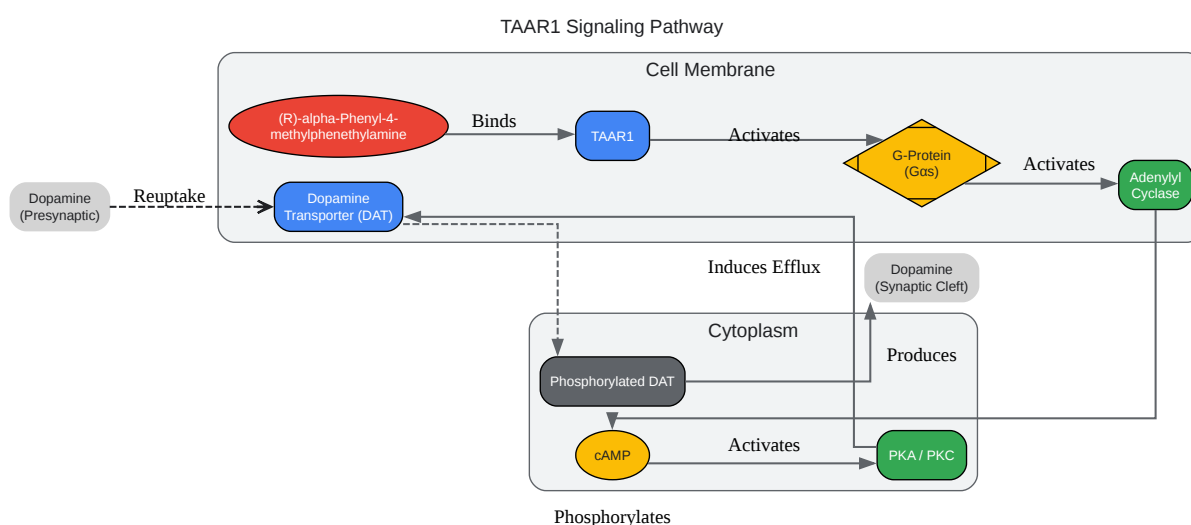 TAAR1 Signaling Pathway
Cell Membrane
(R)-alpha-Phenyl-4-
methylphenethylamine
Binds
TAAR1
Activates
G-Protein
(Gαs)
Activates
Adenylyl
Cyclase
Dopamine
(Presynaptic)
Reuptake
Dopamine
Transporter (DAT)
Induces Efflux
Dopamine
(Synaptic Cleft)
Cytoplasm
Produces
Phosphorylated DAT
cAMP
Activates
PKA / PKC
Phosphorylates